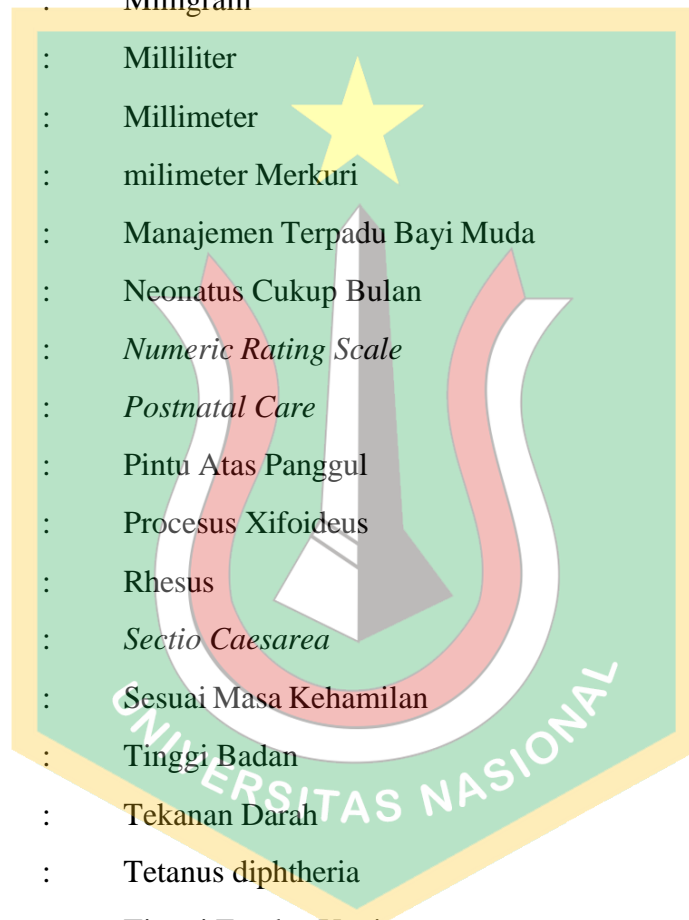 : Milligram
: Milliliter
: Millimeter
: milimeter Merkuri
: Manajemen Terpadu Bayi Muda
: Neonatus Cukup Bulan
: Numeric Rating Scale
: Postnatal Care
: Pintu Atas Panggul
: Procesus Xifoideus
: Rhesus
: Sectio Caesarea
: Sesuai Masa Kehamilan
: Tinggi Badan
: Tekanan Darah
: Tetanus diphtheria
UNIVERSITAS NASIONAL